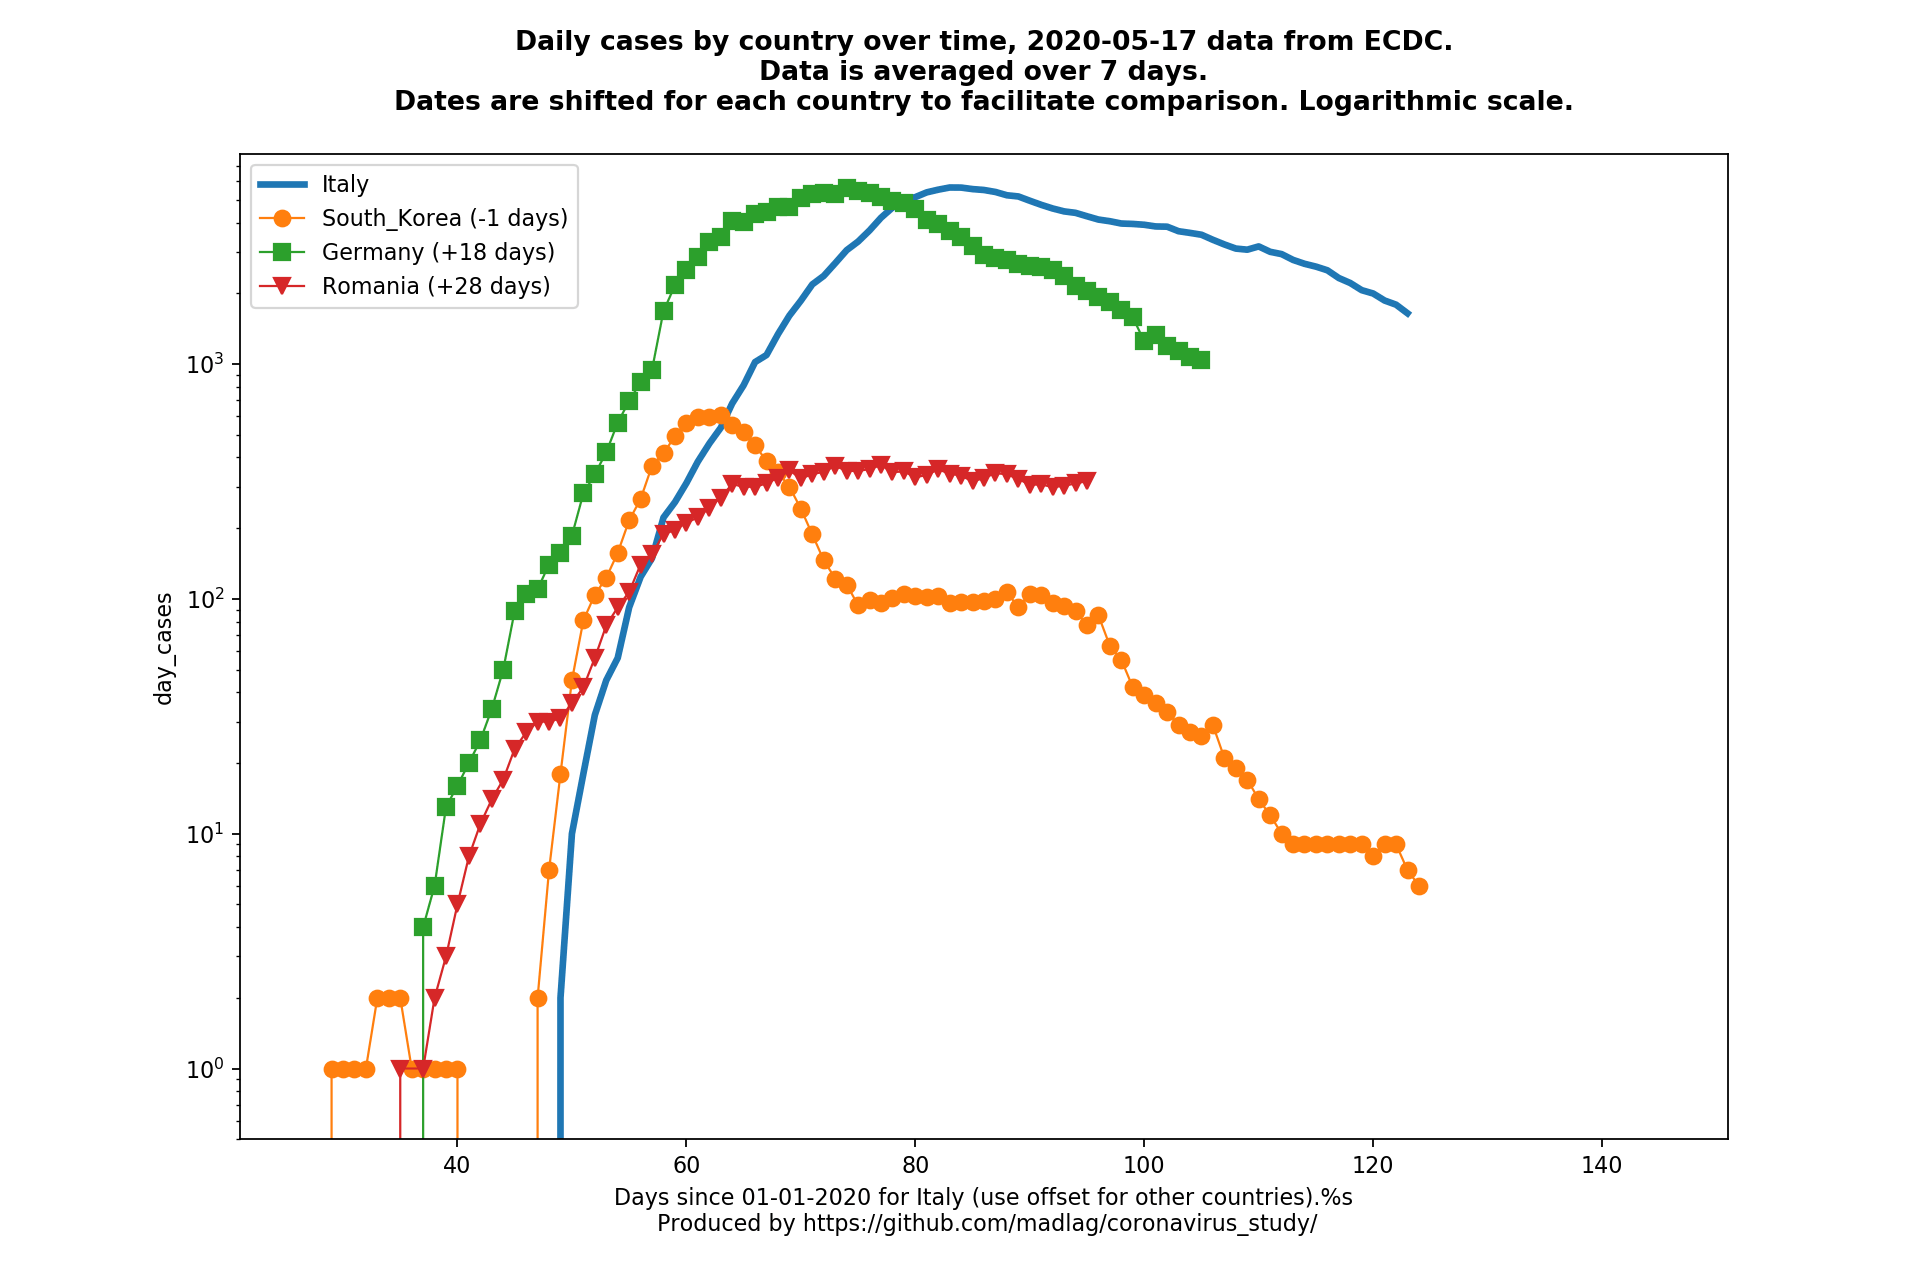 Daily cases by country over time, 2020-05-17 data from ECDC.
Data is averaged over 7 days.
Dates are shifted for each country to facilitate comparison. Logarithmic scale.
Italy
South_Korea (-1 days)
Germany (+18 days)
Romania (+28 days)
day_cases
10³
10²
10¹
10⁰
40 60 80 100 120 140
Days since 01-01-2020 for Italy (use offset for other countries).%s
Produced by https://github.com/madlag/coronavirus_study/